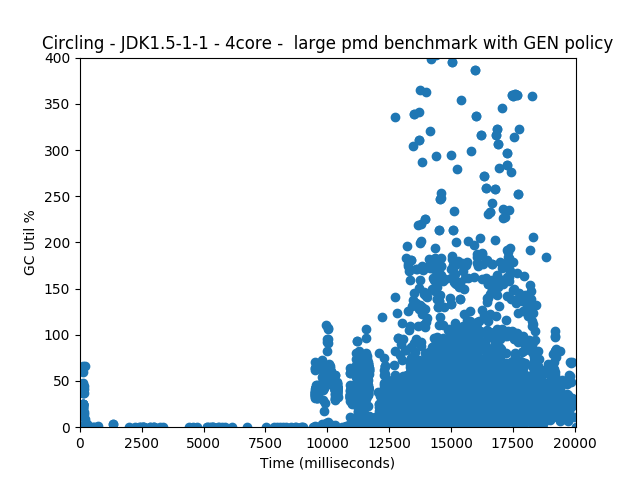 Circling - JDK1.5-1-1 - 4core -  large pmd benchmark with GEN policy
400
350
300
250
200
150
100
50
0
GC Util %
0 2500 5000 7500 10000 12500 15000 17500 20000
Time (milliseconds)